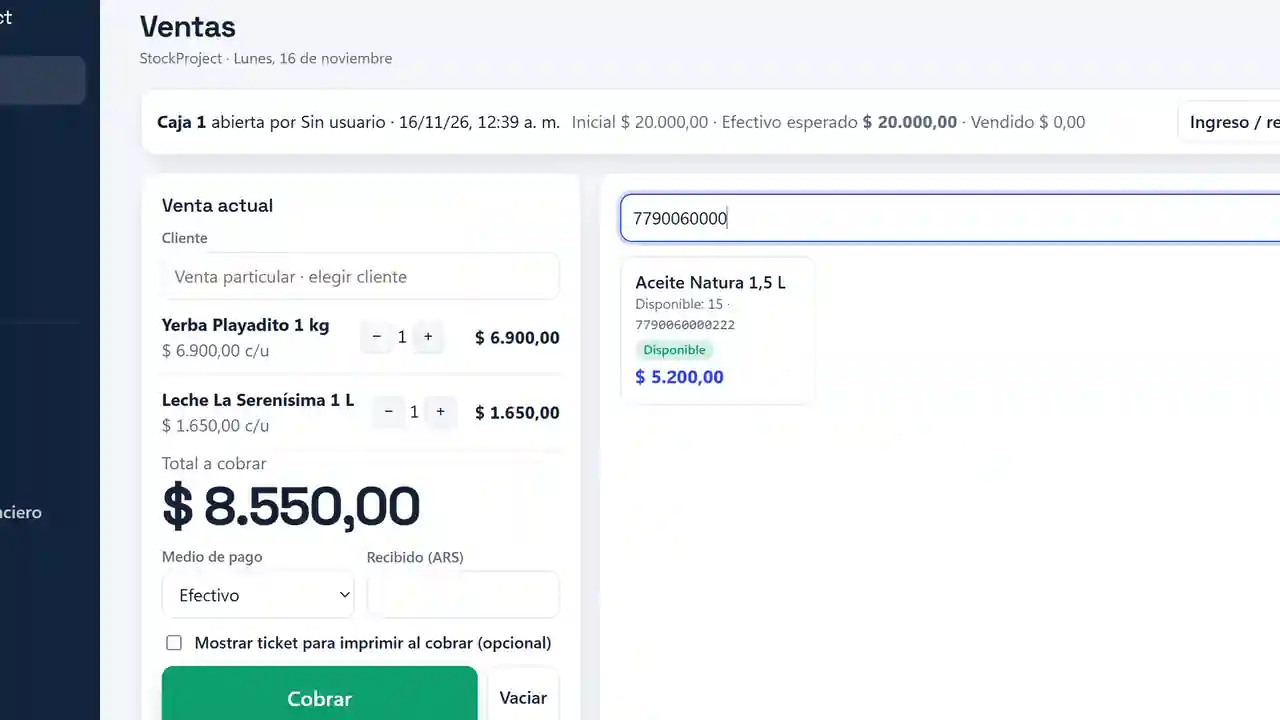 ct
Ventas
StockProject · Lunes, 16 de noviembre
Caja 1 abierta por Sin usuario · 16/11/26, 12:39 a. m. Inicial $ 20.000,00 · Efectivo esperado $ 20.000,00 · Vendido $ 0,00
Ingreso / re
Venta actual
Cliente
Venta particular · elegir cliente
Yerba Playadito 1 kg
$ 6.900,00 c/u
− 1 +
$ 6.900,00
Leche La Serenísima 1 L
$ 1.650,00 c/u
− 1 +
$ 1.650,00
Total a cobrar
$ 8.550,00
Medio de pago
Recibido (ARS)
Efectivo
Mostrar ticket para imprimir al cobrar (opcional)
Cobrar
Vaciar
7790060000
Aceite Natura 1,5 L
Disponible: 15 ·
7790060000222
Disponible
$ 5.200,00
nciero